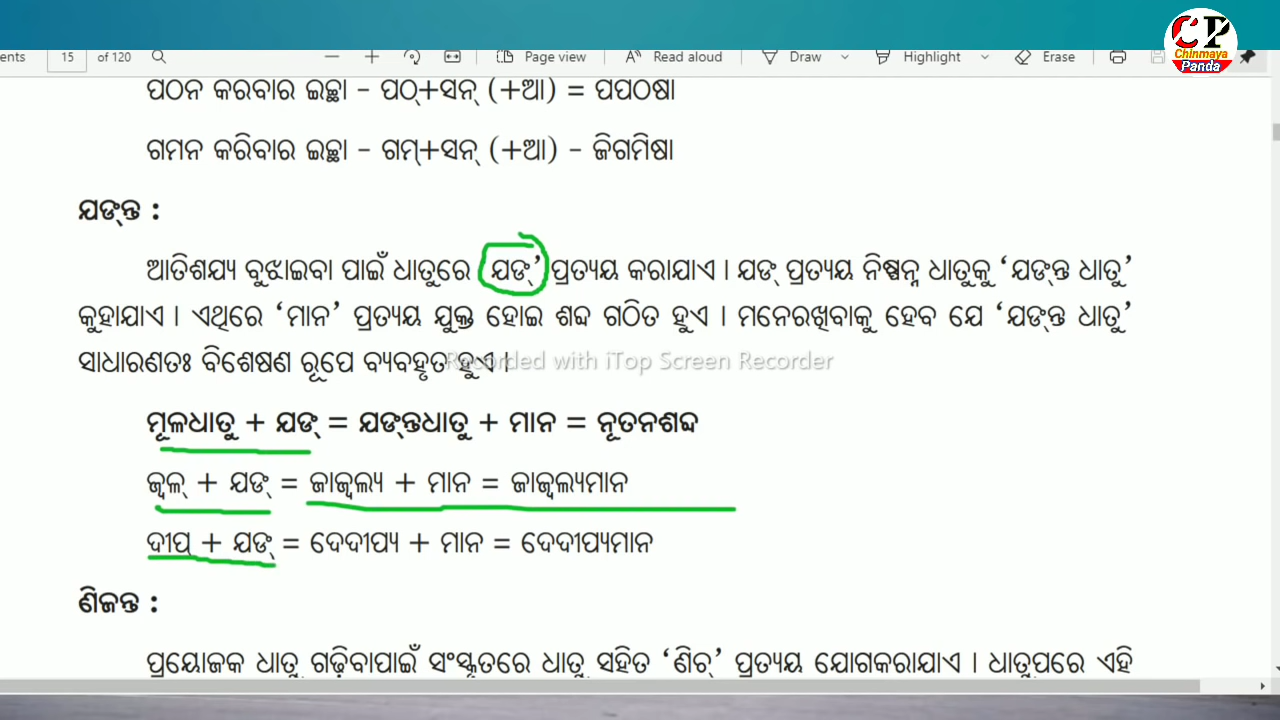 CP
Chinmaya
Panda
ents 15 of 120 Page view Read aloud Draw Highlight Erase
ପଠନ କରବାର ଇଚ୍ଛା - ପଠ୍+ସନ୍ (+ଆ) = ପପଠଷା
ଗମନ କରିବାର ଇଚ୍ଛା - ଗମ୍+ସନ୍ (+ଆ) - ଜିଗମିଷା
ଯଙ୍‌ନ୍ତ :
ଆତିଶଯ୍ୟ ବୁଝାଇବା ପାଇଁ ଧାତୁରେ ଯଙ୍’ ପ୍ରତ୍ୟୟ କରାଯାଏ । ଯଙ୍ ପ୍ରତ୍ୟୟ ନିଷ୍ପନ୍ନ ଧାତୁକୁ ‘ଯଙ୍‌ନ୍ତ ଧାତୁ’
କୁହାଯାଏ । ଏଥିରେ ‘ମାନ’ ପ୍ରତ୍ୟୟ ଯୁକ୍ତ ହୋଇ ଶବ୍ଦ ଗଠିତ ହୁଏ । ମନେରଖିବାକୁ ହେବ ଯେ ‘ଯଙ୍‌ନ୍ତ ଧାତୁ’
ସାଧାରଣତଃ ବିଶେଷଣ ରୂପେ ବ୍ୟବହୃତ ହୁଏ ।
Recorded with iTop Screen Recorder
ମୂଳଧାତୁ + ଯଙ୍ = ଯଙ୍‌ନ୍ତଧାତୁ + ମାନ = ନୂତନଶବ୍ଦ
ଜ୍ୱଳ୍ + ଯଙ୍ = ଜାଜ୍ୱଲ୍ୟ + ମାନ = ଜାଜ୍ୱଲ୍ୟମାନ
ଦୀପ୍ + ଯଙ୍ = ଦେଦୀପ୍ୟ + ମାନ = ଦେଦୀପ୍ୟମାନ
ଣିଜନ୍ତ :
ପ୍ରୟୋଜକ ଧାତୁ ଗଢ଼ିବାପାଇଁ ସଂସ୍କୃତରେ ଧାତୁ ସହିତ ‘ଣିଚ୍’ ପ୍ରତ୍ୟୟ ଯୋଗକରାଯାଏ । ଧାତୁପରେ ଏହି